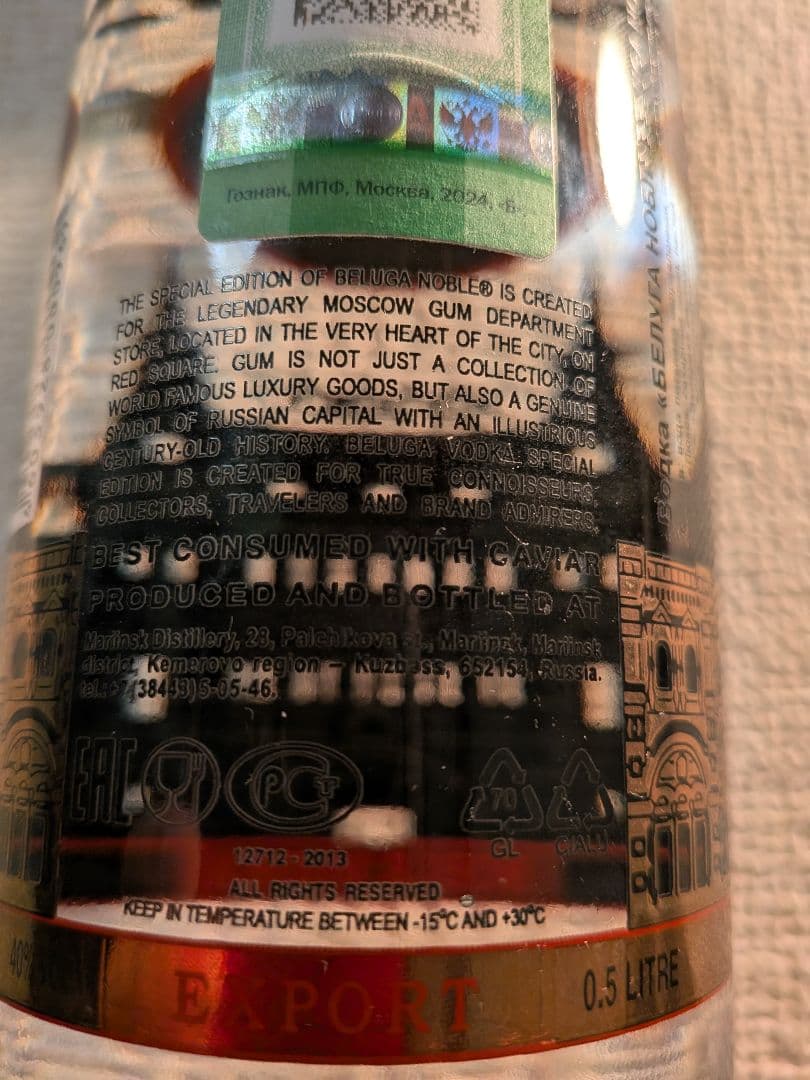 Гознак, МПФ, Москва, 2024, «Б».
THE SPECIAL EDITION OF BELUGA NOBLE® IS CREATED
FOR THE LEGENDARY MOSCOW GUM DEPARTMENT
STORE, LOCATED IN THE VERY HEART OF THE CITY, ON
RED SQUARE. GUM IS NOT JUST A COLLECTION OF
WORLD FAMOUS LUXURY GOODS, BUT ALSO A GENUINE
SYMBOL OF RUSSIAN CAPITAL WITH AN ILLUSTRIOUS
CENTURY-OLD HISTORY. BELUGA VODKA SPECIAL
EDITION IS CREATED FOR TRUE CONNOISSEURS,
COLLECTORS, TRAVELERS AND BRAND ADMIRERS.
BEST CONSUMED WITH CAVIAR
PRODUCED AND BOTTLED AT
Mariinsk Distillery, 28, Palchikova st., Mariinsk, Mariinsk
district, Kemerovo region – Kuzbass, 652154, Russia.
tel.: +7(38443)5-05-46.
EAC
РСТ
70
GL
C/ALU
12712 - 2013
ALL RIGHTS RESERVED
KEEP IN TEMPERATURE BETWEEN -15°C AND +30°C
40%
EXPORT
0.5 LITRE
Водка «БЕЛУГА